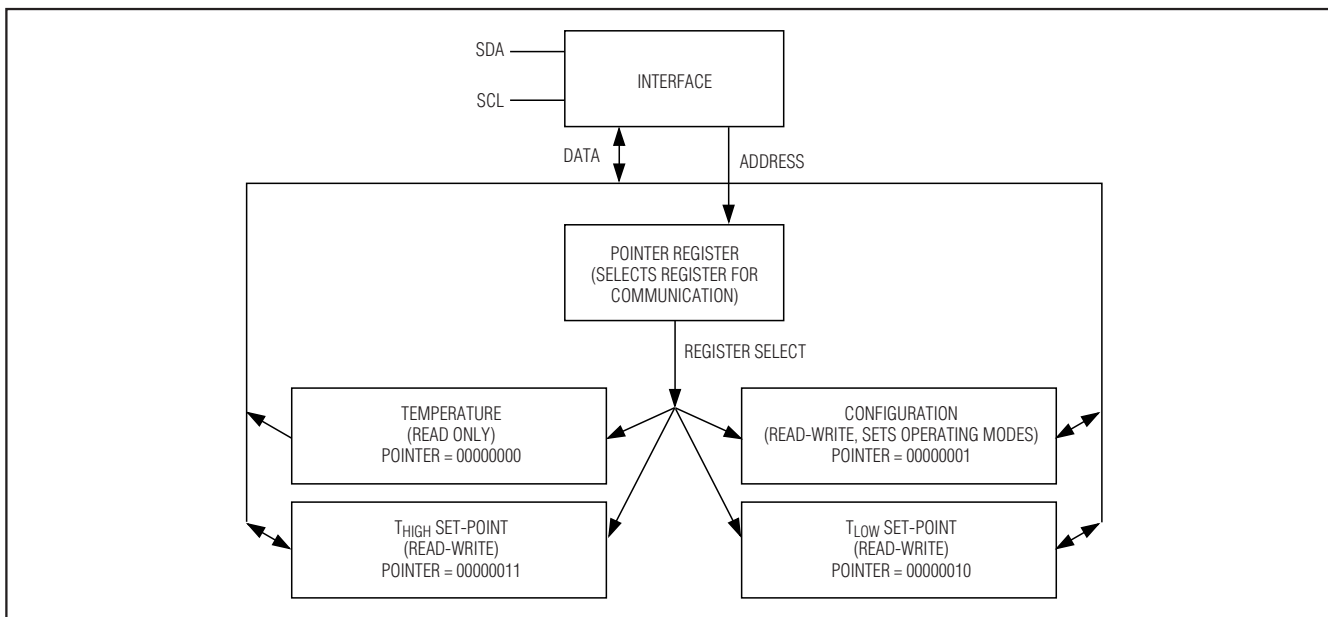 SDA
SCL
INTERFACE
DATA
ADDRESS
POINTER REGISTER
(SELECTS REGISTER FOR
COMMUNICATION)
REGISTER SELECT
TEMPERATURE
(READ ONLY)
POINTER = 00000000
CONFIGURATION
(READ-WRITE, SETS OPERATING MODES)
POINTER = 00000001
THIGH SET-POINT
(READ-WRITE)
POINTER = 00000011
TLOW SET-POINT
(READ-WRITE)
POINTER = 00000010